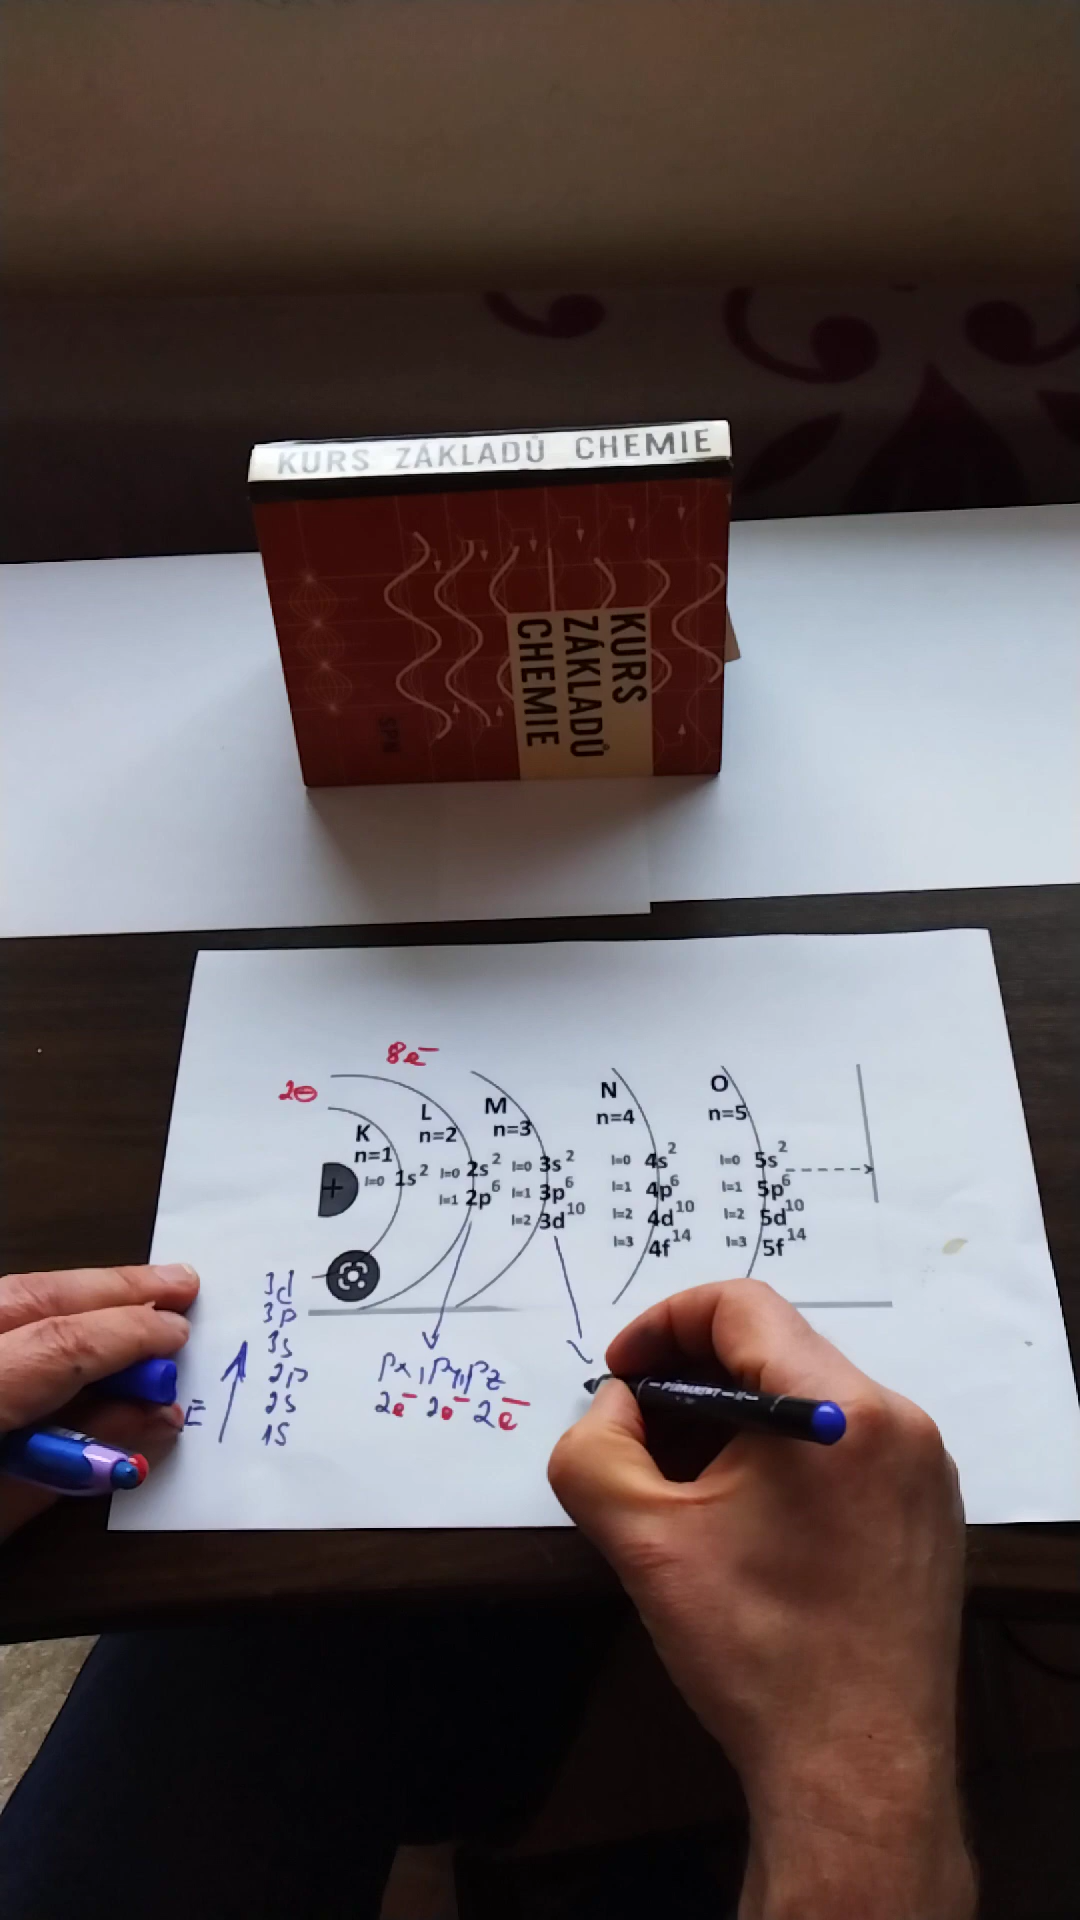 KURS ZÁKLADŮ CHEMIE
KURS
ZÁKLADŮ
CHEMIE
SPN
8e⁻
2⊖
K
n=1
l=0 1s²
L
n=2
l=0 2s²
l=1 2p⁶
M
n=3
l=0 3s²
l=1 3p⁶
l=2 3d¹⁰
N
n=4
l=0 4s²
l=1 4p⁶
l=2 4d¹⁰
l=3 4f¹⁴
O
n=5
l=0 5s²
l=1 5p⁶
l=2 5d¹⁰
l=3 5f¹⁴
+
3d
3p
3s
2p
2s
1s
E
px, py, pz
2e⁻ 2e⁻ 2e⁻
PERMANENT